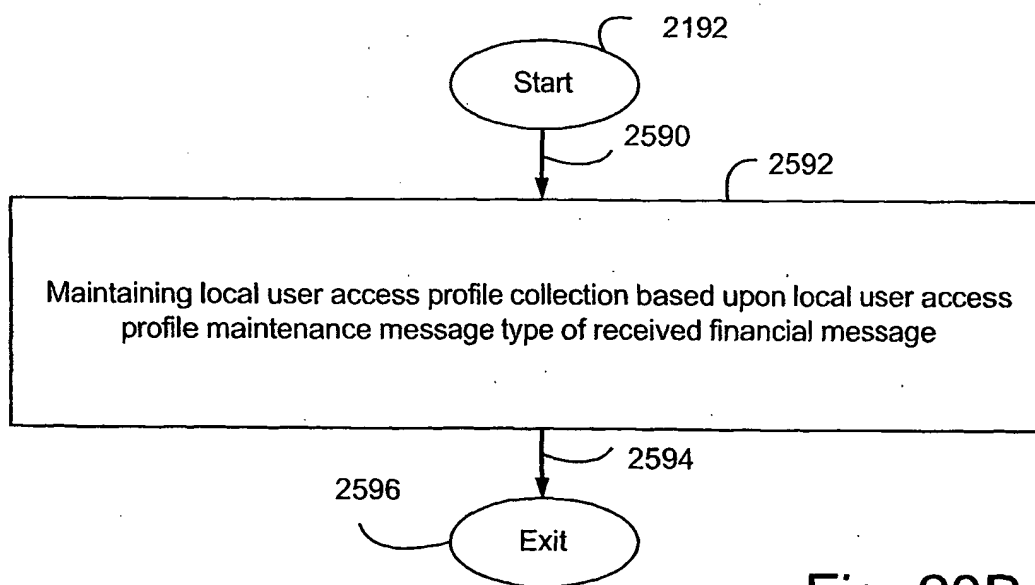 2192
Start
2590
2592
Maintaining local user access profile collection based upon local user access
profile maintenance message type of received financial message
2594
2596
Exit